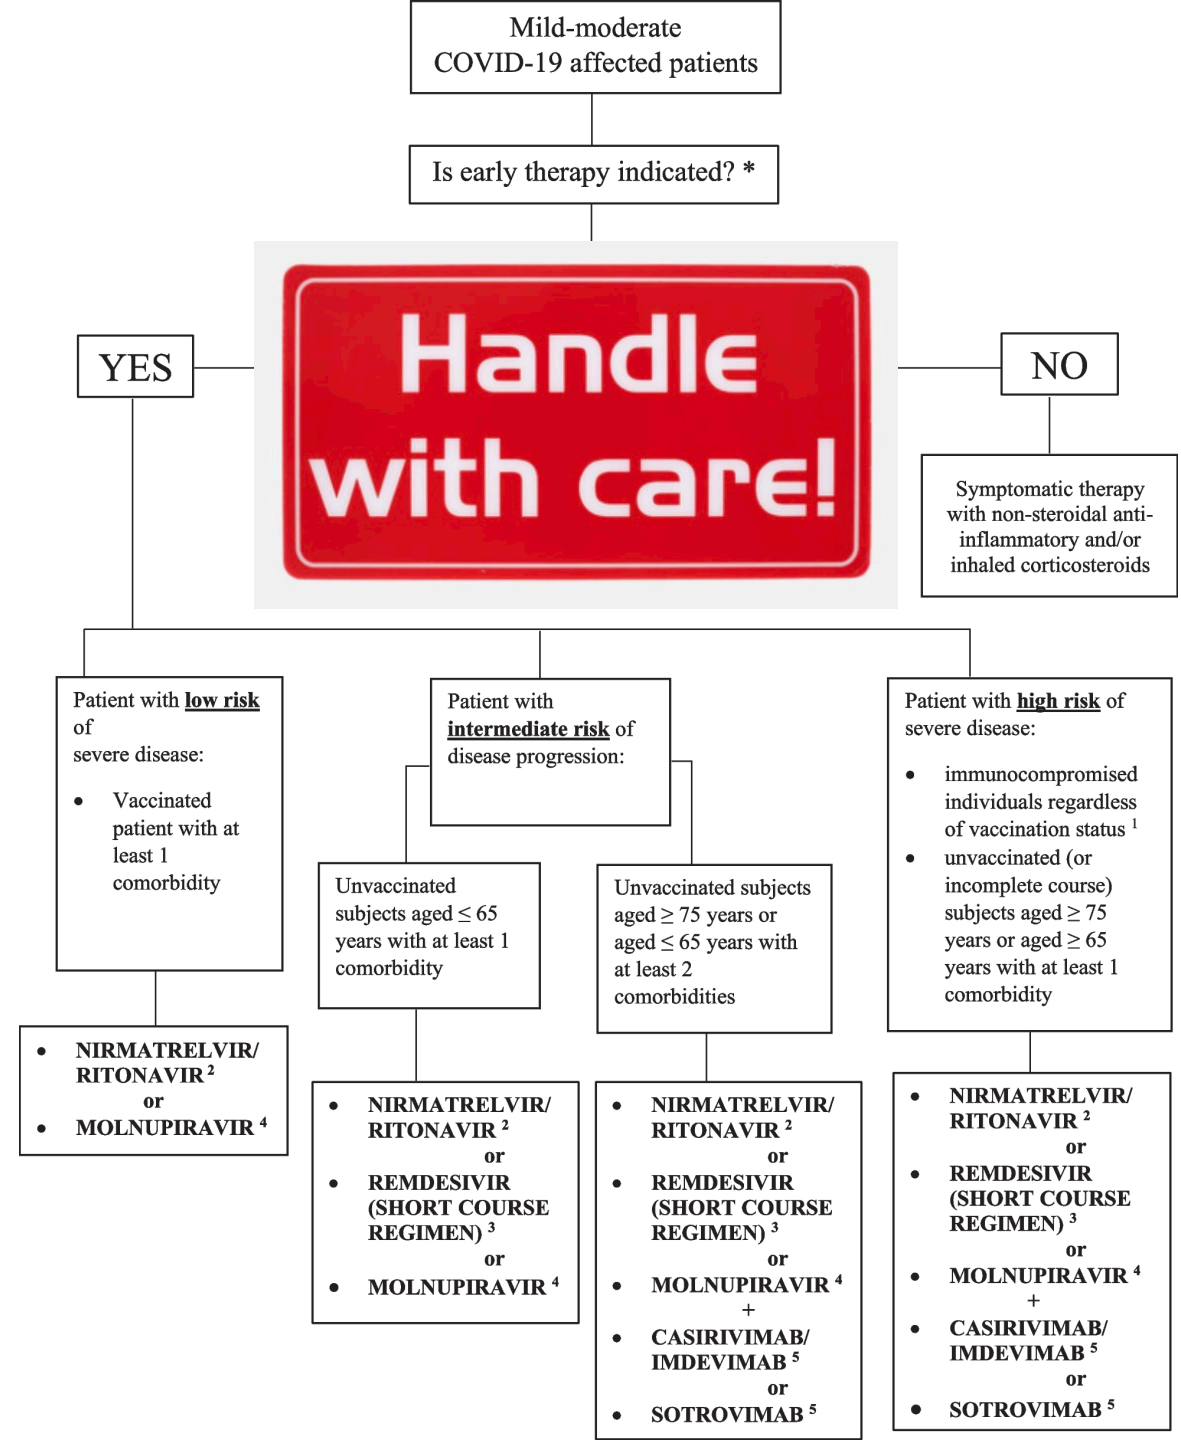 Mild-moderate
COVID-19 affected patients
Is early therapy indicated? *
Handle
with care!
YES
NO
Symptomatic therapy
with non-steroidal anti-
inflammatory and/or
inhaled corticosteroids
Patient with low risk
of
severe disease:
• Vaccinated
patient with at
least 1
comorbidity
NIRMATRELVIR/
RITONAVIR ²
or
• MOLNUPIRAVIR ⁴
Patient with
intermediate risk of
disease progression:
Unvaccinated
subjects aged ≤ 65
years with at least 1
comorbidity
• NIRMATRELVIR/
RITONAVIR ²
or
• REMDESIVIR
(SHORT COURSE
REGIMEN) ³
or
• MOLNUPIRAVIR ⁴
Unvaccinated subjects
aged ≥ 75 years or
aged ≤ 65 years with
at least 2
comorbidities
• NIRMATRELVIR/
RITONAVIR ²
or
• REMDESIVIR
(SHORT COURSE
REGIMEN) ³
or
• MOLNUPIRAVIR ⁴
+
• CASIRIVIMAB/
IMDEVIMAB ⁵
or
• SOTROVIMAB ⁵
Patient with high risk of
severe disease:
• immunocompromised
individuals regardless
of vaccination status ¹
• unvaccinated (or
incomplete course)
subjects aged ≥ 75
years or aged ≥ 65
years with at least 1
comorbidity
• NIRMATRELVIR/
RITONAVIR ²
or
• REMDESIVIR
(SHORT COURSE
REGIMEN) ³
or
• MOLNUPIRAVIR ⁴
+
• CASIRIVIMAB/
IMDEVIMAB ⁵
or
• SOTROVIMAB ⁵